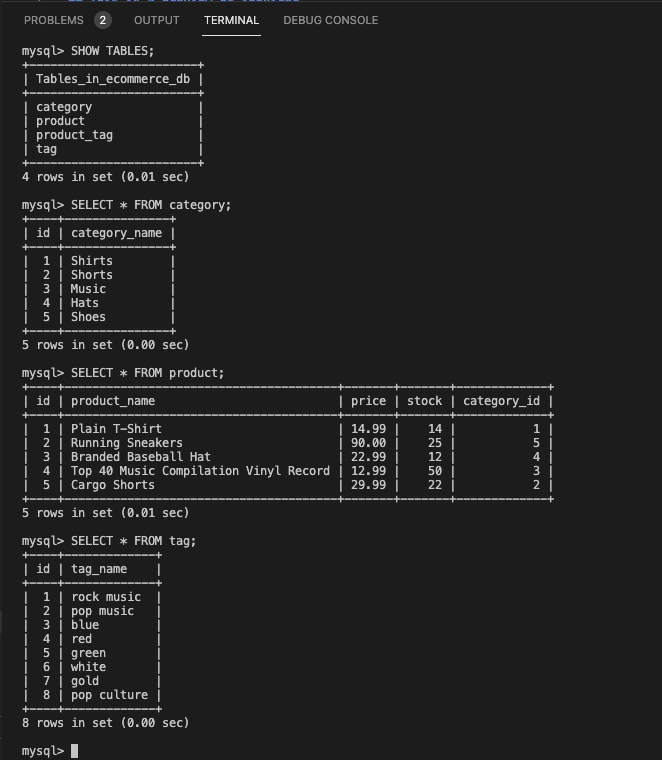 PROBLEMS 2 OUTPUT TERMINAL DEBUG CONSOLE
mysql> SHOW TABLES;
+----------------------+
| Tables_in_ecommerce_db |
+----------------------+
| category |
| product |
| product_tag |
| tag |
+----------------------+
4 rows in set (0.01 sec)
mysql> SELECT * FROM category;
+----+---------------+
| id | category_name |
+----+---------------+
| 1 | Shirts |
| 2 | Shorts |
| 3 | Music |
| 4 | Hats |
| 5 | Shoes |
+----+---------------+
5 rows in set (0.00 sec)
mysql> SELECT * FROM product;
+----+---------------------------------------+-------+-------+-------------+
| id | product_name | price | stock | category_id |
+----+---------------------------------------+-------+-------+-------------+
| 1 | Plain T-Shirt | 14.99 | 14 | 1 |
| 2 | Running Sneakers | 90.00 | 25 | 5 |
| 3 | Branded Baseball Hat | 22.99 | 12 | 4 |
| 4 | Top 40 Music Compilation Vinyl Record | 12.99 | 50 | 3 |
| 5 | Cargo Shorts | 29.99 | 22 | 2 |
+----+---------------------------------------+-------+-------+-------------+
5 rows in set (0.01 sec)
mysql> SELECT * FROM tag;
+----+-------------+
| id | tag_name |
+----+-------------+
| 1 | rock music |
| 2 | pop music |
| 3 | blue |
| 4 | red |
| 5 | green |
| 6 | white |
| 7 | gold |
| 8 | pop culture |
+----+-------------+
8 rows in set (0.00 sec)
mysql>